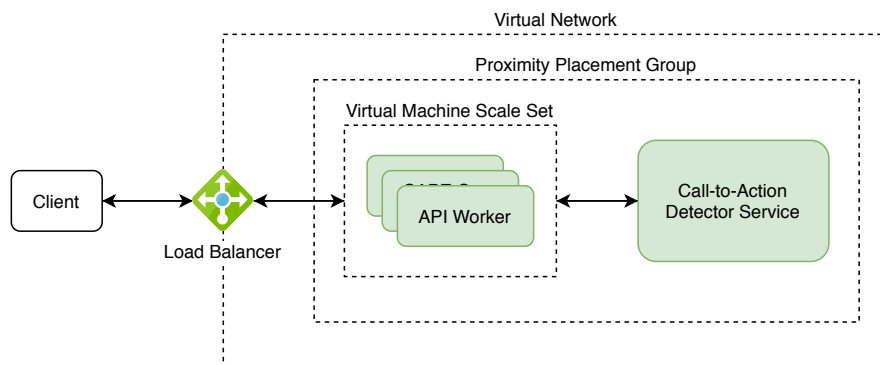 Virtual Network
Proximity Placement Group
Virtual Machine Scale Set
Client
API Worker
Call-to-Action
Detector Service
Load Balancer